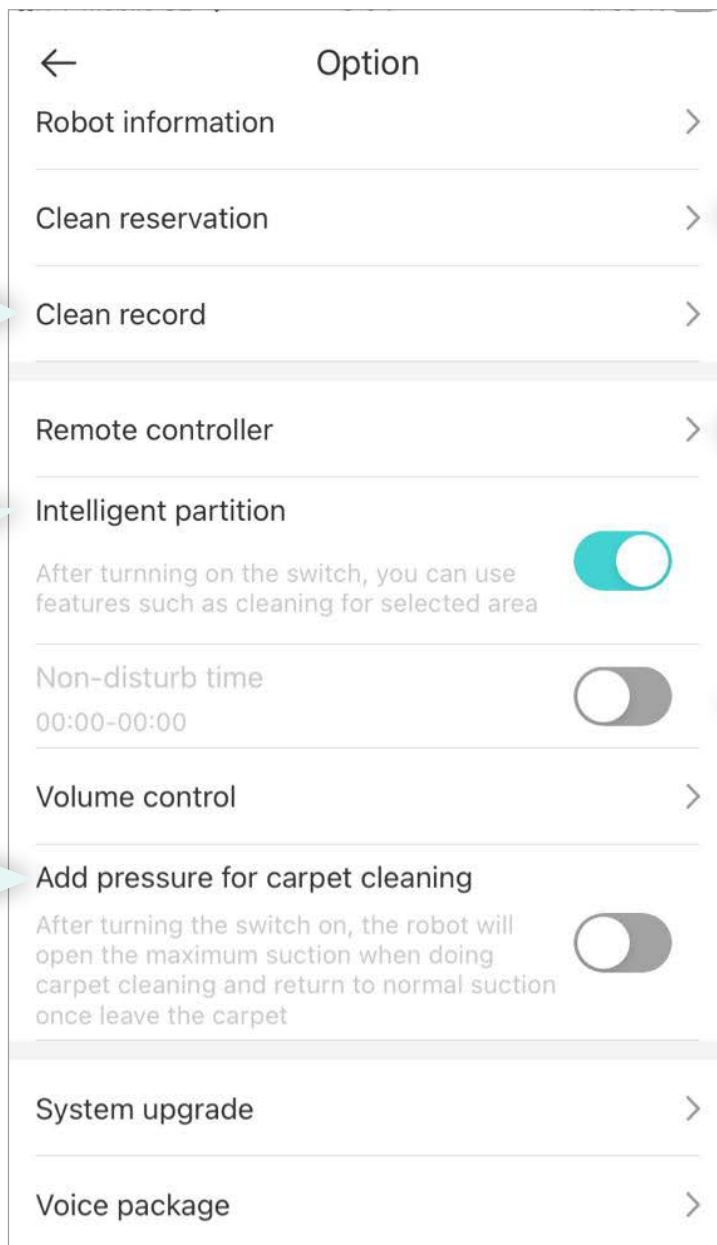 Option
Robot information
Clean reservation
Clean record
Remote controller
Intelligent partition
After turnning on the switch, you can use
features such as cleaning for selected area
Non-disturb time
00:00-00:00
Volume control
Add pressure for carpet cleaning
After turning the switch on, the robot will
open the maximum suction when doing
carpet cleaning and return to normal suction
once leave the carpet
System upgrade
Voice package